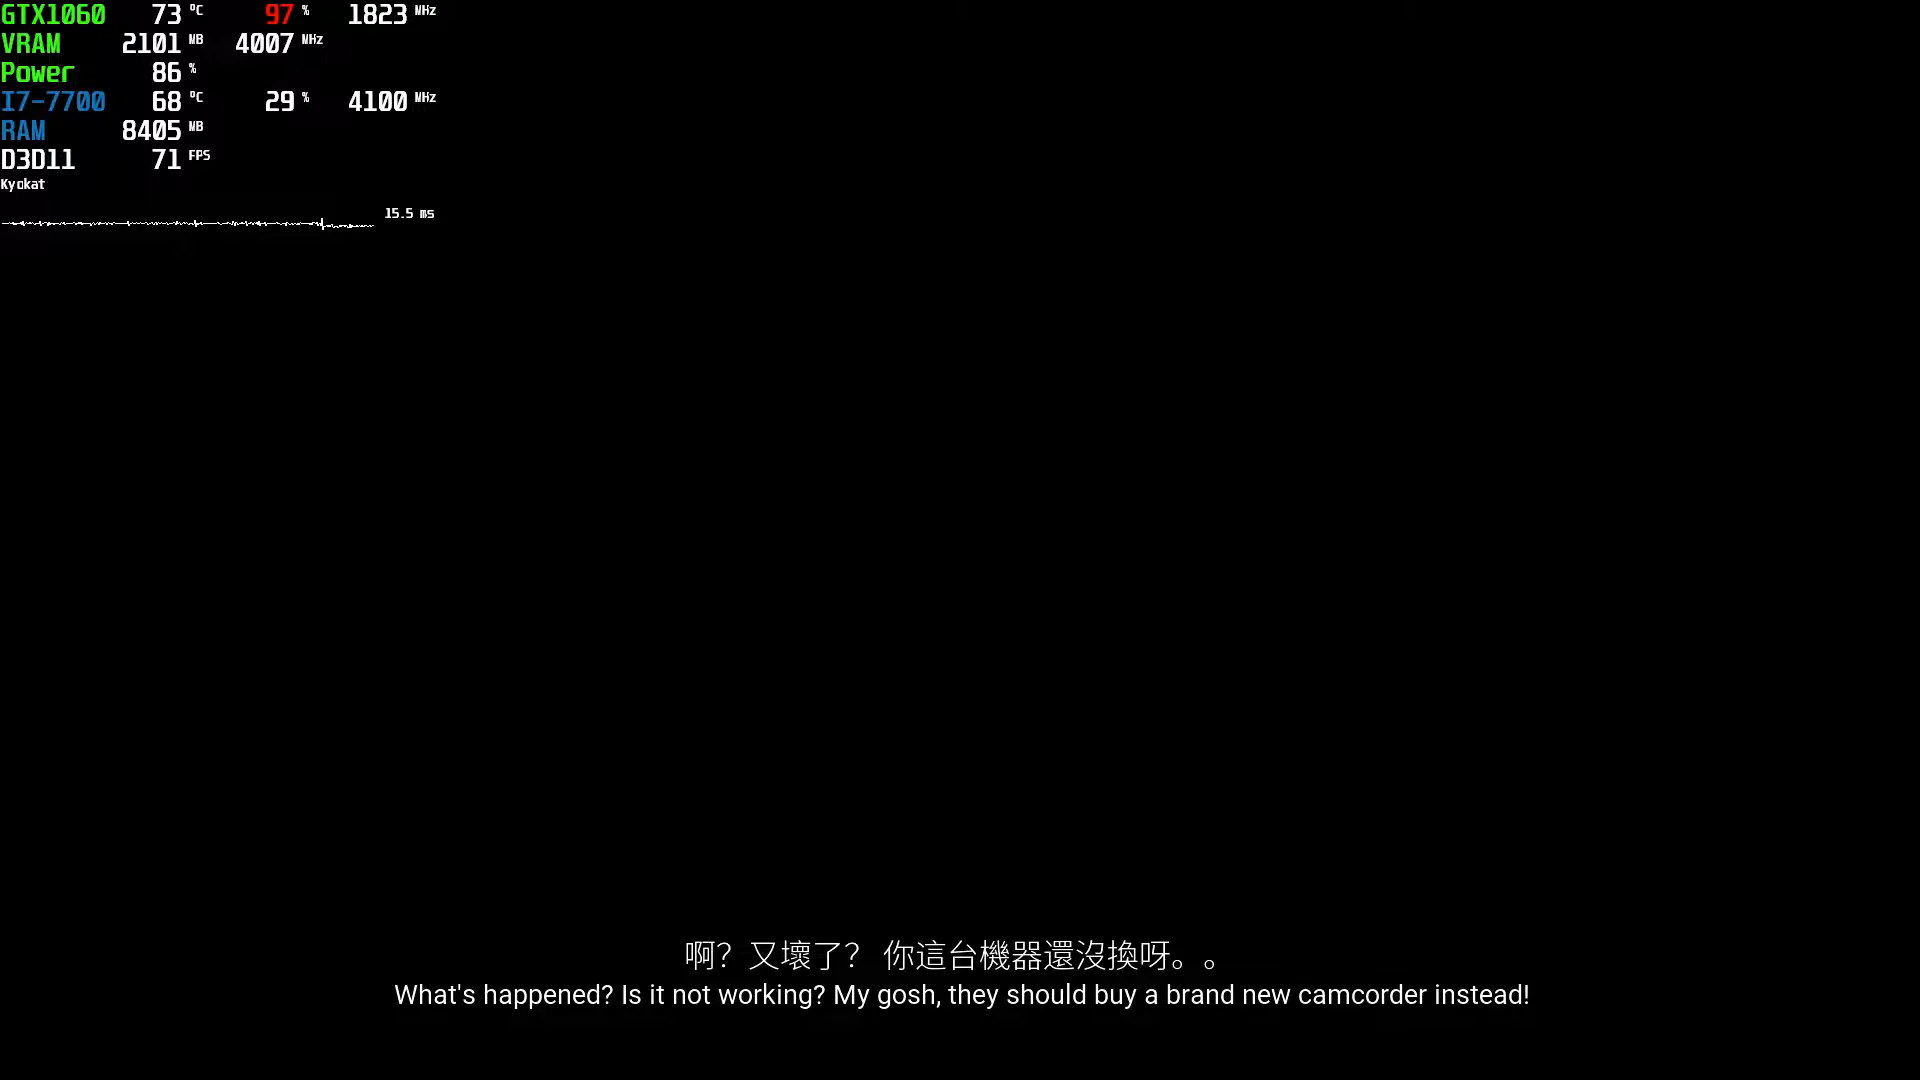 GTX1060 73 °C 97 % 1823 MHz
VRAM 2101 MB 4007 MHz
Power 86 %
I7-7700 68 °C 29 % 4100 MHz
RAM 8405 MB
D3D11 71 FPS
Kyokat
15.5 ms
啊？又壞了？ 你這台機器還沒換呀。。
What's happened? Is it not working? My gosh, they should buy a brand new camcorder instead!